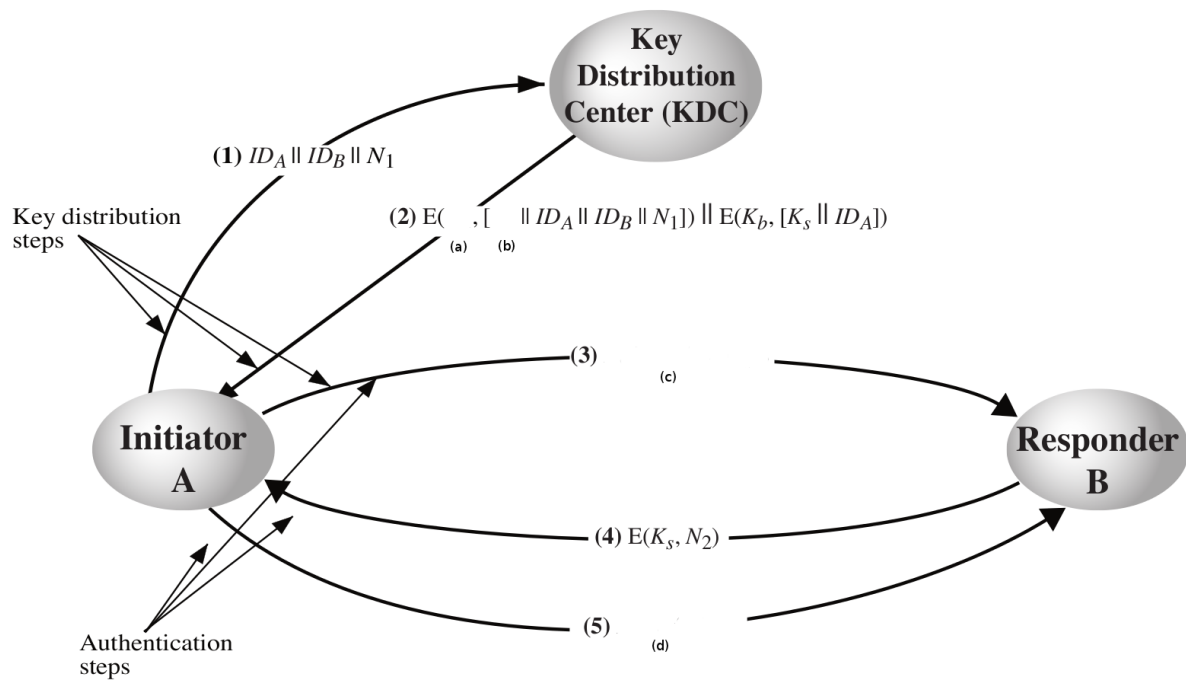 Key
Distribution
Center (KDC)
(1) ID_A || ID_B || N_1
Key distribution
steps
(2) E( , [ || ID_A || ID_B || N_1]) || E(K_b, [K_s || ID_A])
(a) (b)
(3)
(c)
Initiator
A
Responder
B
(4) E(K_s, N_2)
(5)
(d)
Authentication
steps